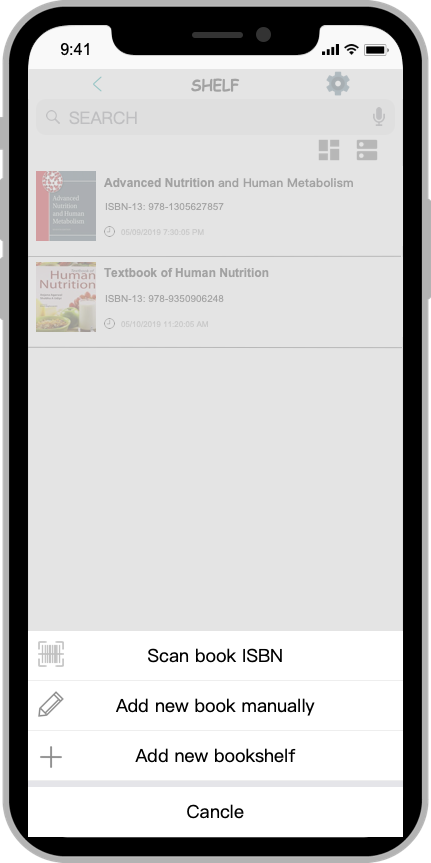 9:41
SHELF
SEARCH
Advanced Nutrition and Human Metabolism
ISBN-13: 978-1305627857
05/09/2019 7:30:05 PM
Advanced
Nutrition
and Human
Metabolism
Textbook of Human Nutrition
ISBN-13: 978-9350906248
05/10/2019 11:20:05 AM
Textbook of
Human
Nutrition
Scan book ISBN
Add new book manually
Add new bookshelf
Cancle